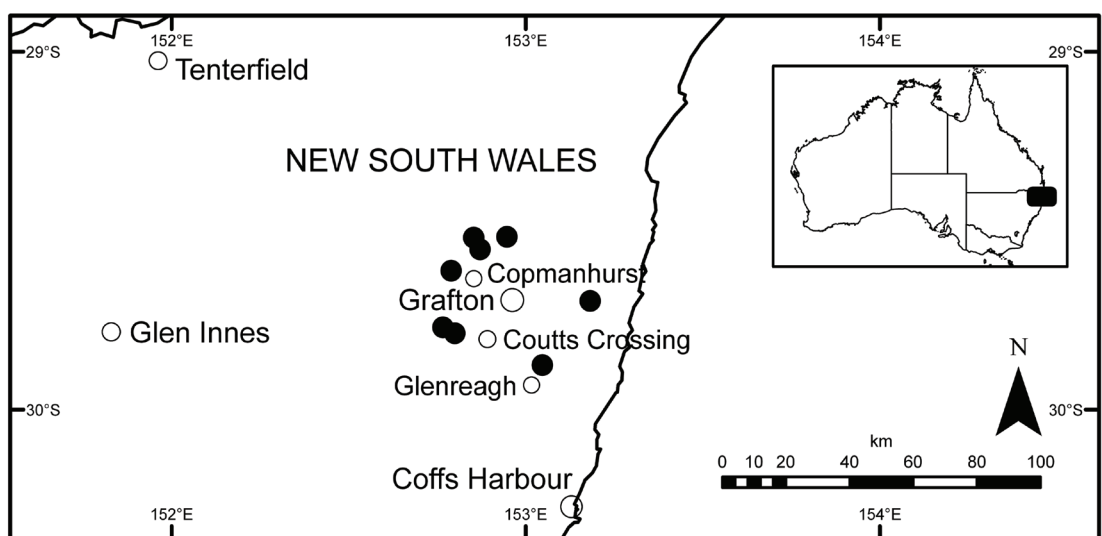 152°E 153°E 154°E
29°S 29°S
Tenterfield
NEW SOUTH WALES
Copmanhurst
Grafton
Glen Innes
Coutts Crossing
N
Glenreagh
30°S 30°S
km
0 10 20 40 60 80 100
Coffs Harbour
152°E 153°E 154°E